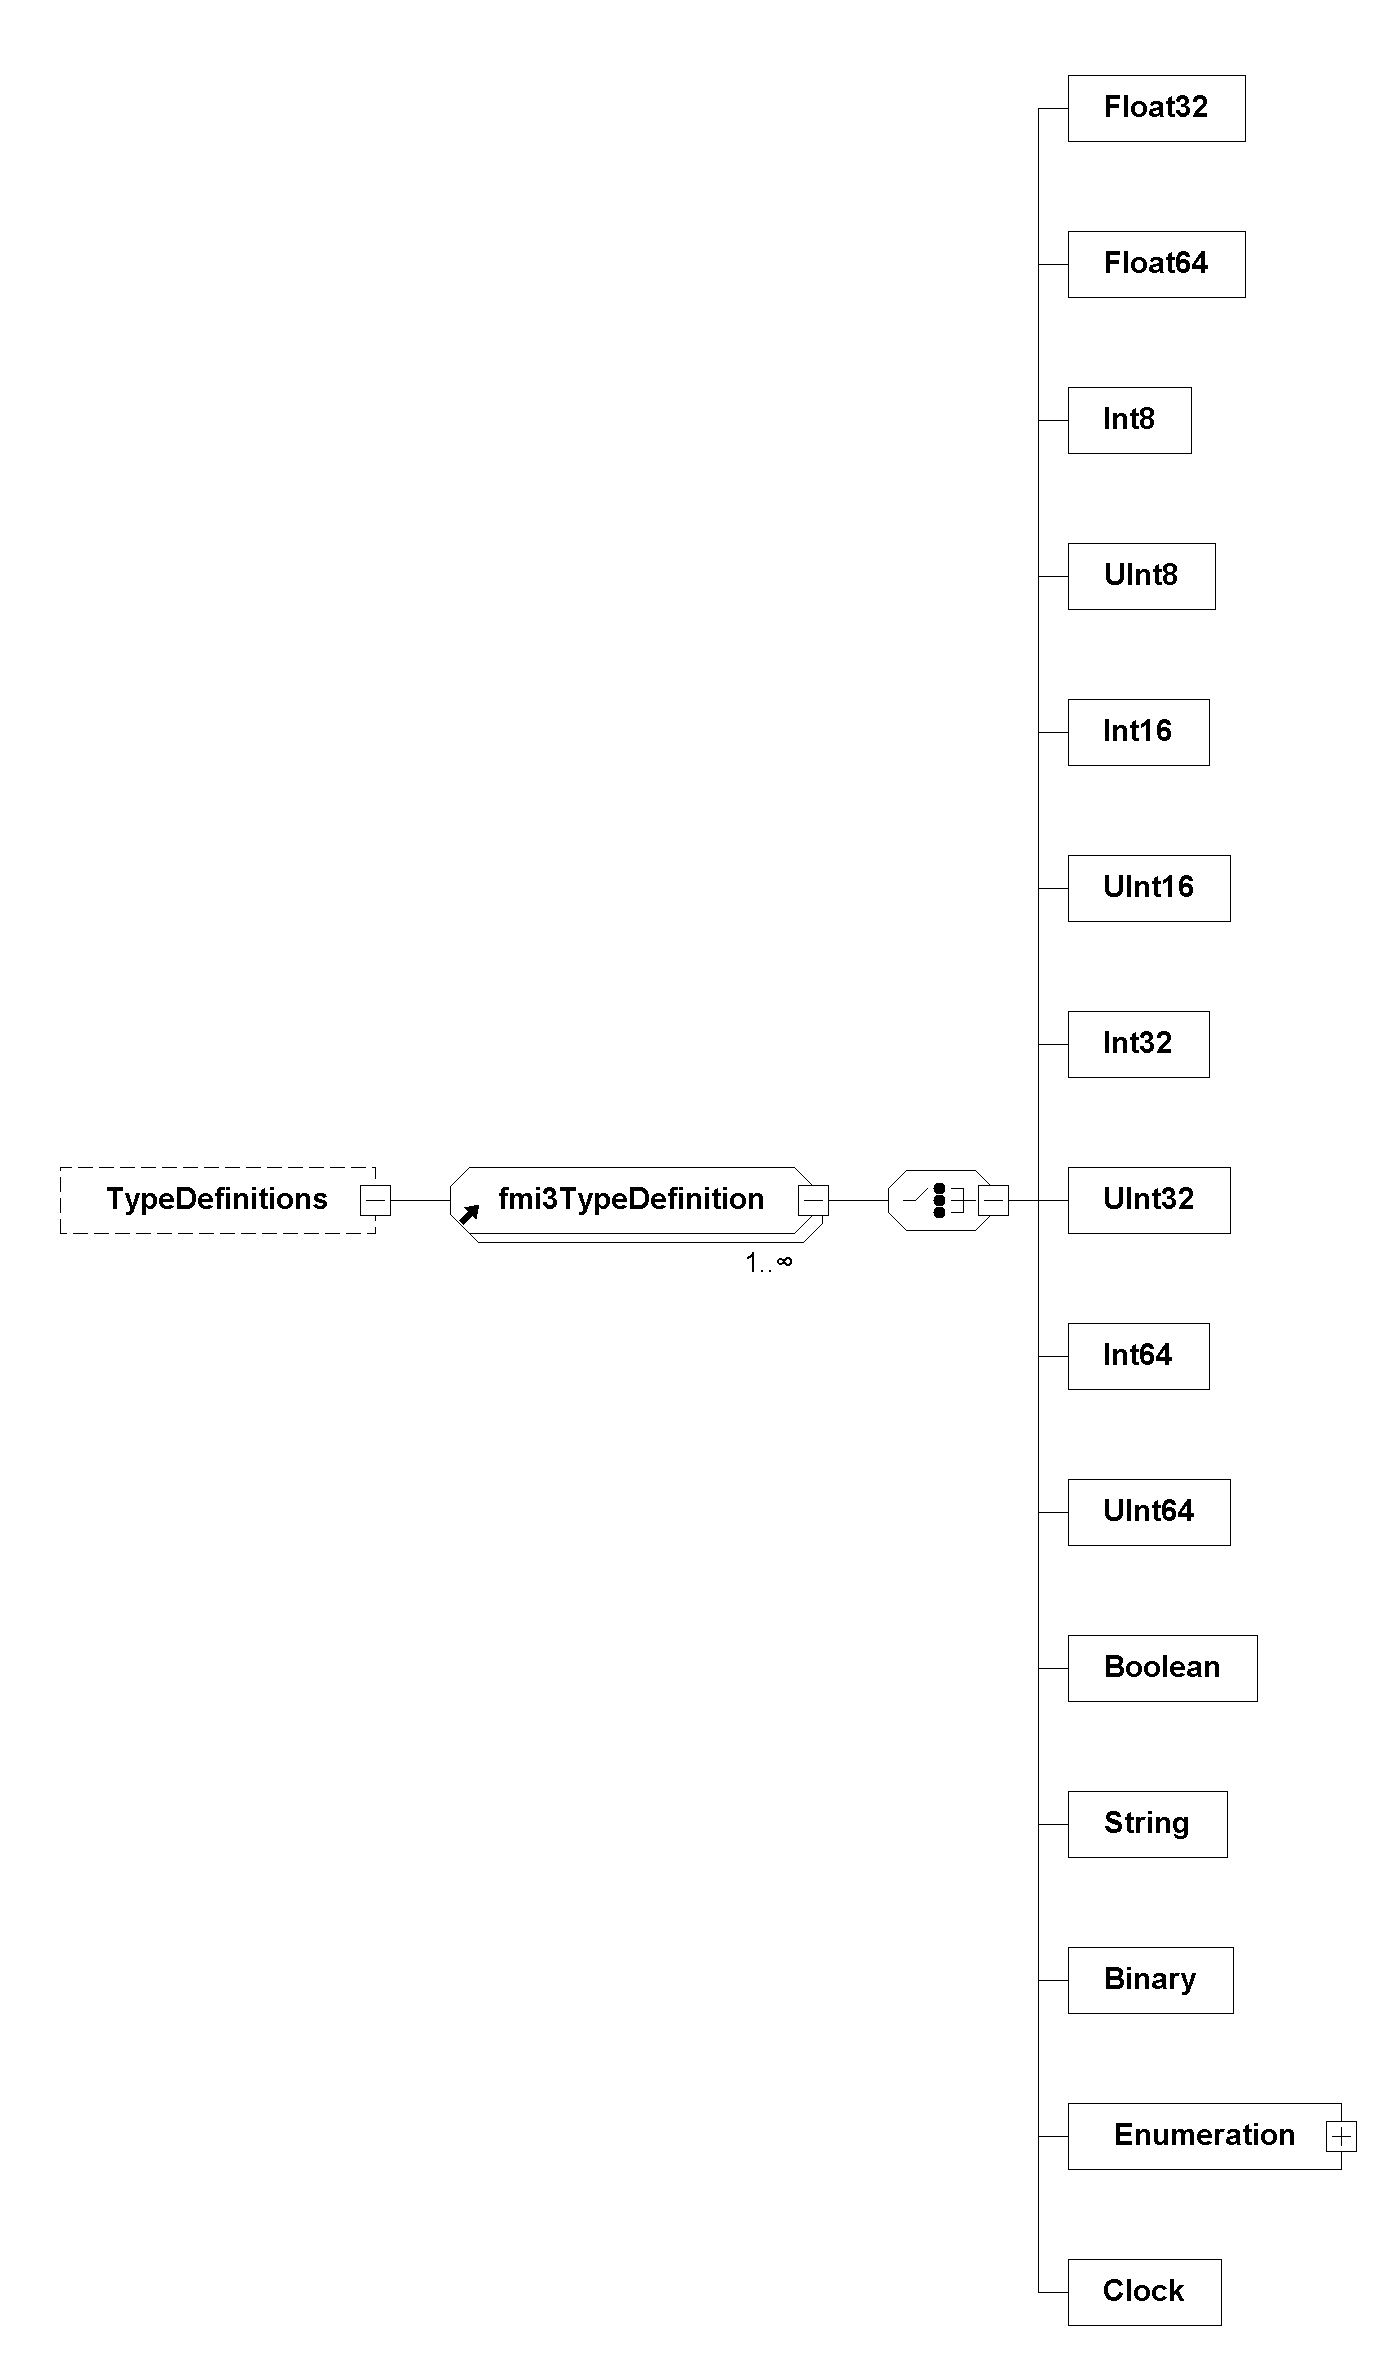 Float32
Float64
Int8
UInt8
Int16
UInt16
Int32
TypeDefinitions
fmi3TypeDefinition
1..∞
UInt32
Int64
UInt64
Boolean
String
Binary
Enumeration
Clock